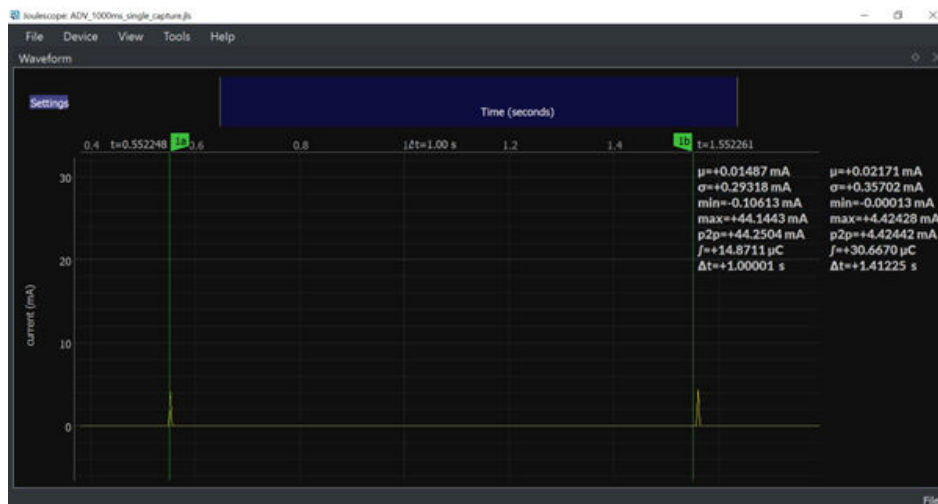 Joulescope: ADV_1000ms_single_capture.jls
File Device View Tools Help
Waveform
Settings
Time (seconds)
0.4 t=0.552248 1a 0.6 0.8 Δt=1.00 s 1.2 1.4 1b t=1.552261
μ=+0.01487 mA μ=+0.02171 mA
σ=+0.29318 mA σ=+0.35702 mA
min=-0.10613 mA min=-0.00013 mA
max=+44.1443 mA max=+4.42428 mA
p2p=+44.2504 mA p2p=+4.42442 mA
∫=+14.8711 μC ∫=+30.6670 μC
Δt=+1.00001 s Δt=+1.41225 s
30
20
current (mA)
10
0
File